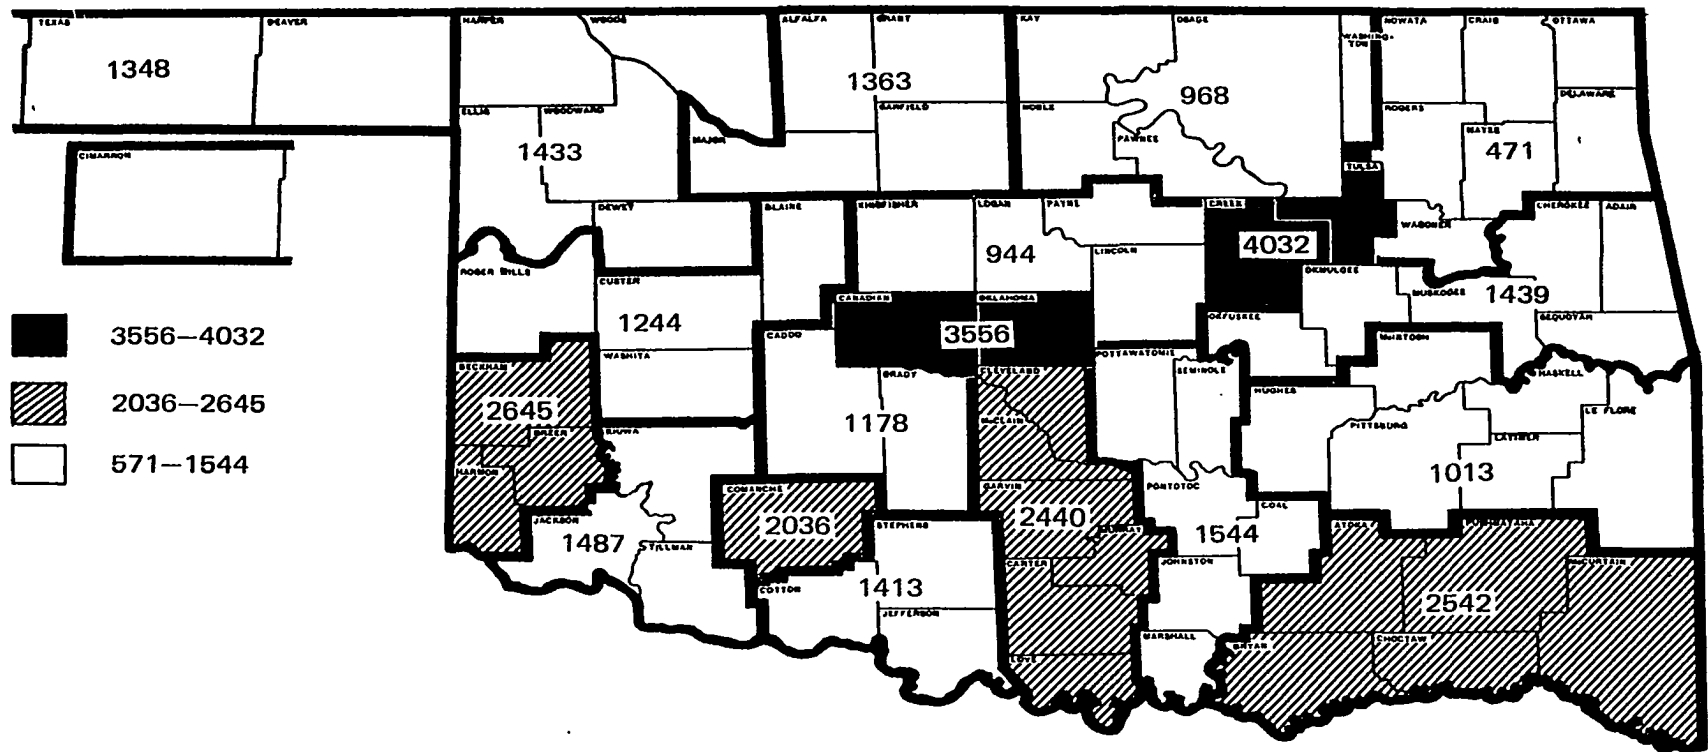 TEXAS BEAVER HARPER WOODS ALFALFA GRANT KAY OSAGE NOWATA CRAIG OTTAWA
WASHING-
TON
1348
1363
968
ELLIS WOODWARD GARFIELD NOBLE ROGERS DELAWARE
MAYES
MAJOR PAWNEE
1433
471
CIMARRON
TULSA
DEWEY BLAINE KINGFISHER LOGAN PAYNE CREEK CHEROKEE ADAIR
WAGONER
4032
944
LINCOLN
ROGER MILLS
OKMULGEE
CUSTER
MUSKOGEE
1439
CANADIAN OKLAHOMA
SEQUOYAH
OKFUSKEE
1244
3556
3556–4032
CADDO
McINTOSH
WASHITA
POTTAWATOMIE
BECKHAM
SEMINOLE
GRADY CLEVELAND
HASKELL
HUGHES
2036–2645
2645
LE FLORE
1178
McCLAIN
PITTSBURG
GREER KIOWA
LATIMER
571–1544
HARMON
1013
COMANCHE GARVIN PONTOTOC
COAL
JACKSON
2036
STEPHENS
2440
MURRAY
1544
ATOKA PUSHMATAHA
1487
TILLMAN
CARTER JOHNSTON McCURTAIN
COTTON
1413
2542
JEFFERSON
MARSHALL
BRYAN CHOCTAW
LOVE